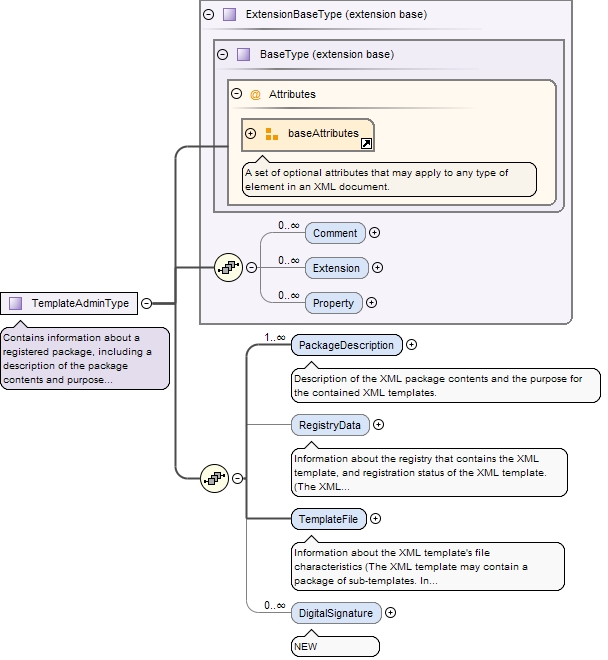 ExtensionBaseType (extension base)
BaseType (extension base)
@ Attributes
baseAttributes
A set of optional attributes that may apply to any type of
element in an XML document.
0..∞
Comment
0..∞
Extension
0..∞
Property
TemplateAdminType
Contains information about a
registered package, including a
description of the package
contents and purpose...
1..∞
PackageDescription
Description of the XML package contents and the purpose for
the contained XML templates.
RegistryData
Information about the registry that contains the XML
template, and registration status of the XML template.
(The XML...
TemplateFile
Information about the XML template's file
characteristics (The XML template may contain a
package of sub-templates. In...
0..∞
DigitalSignature
NEW